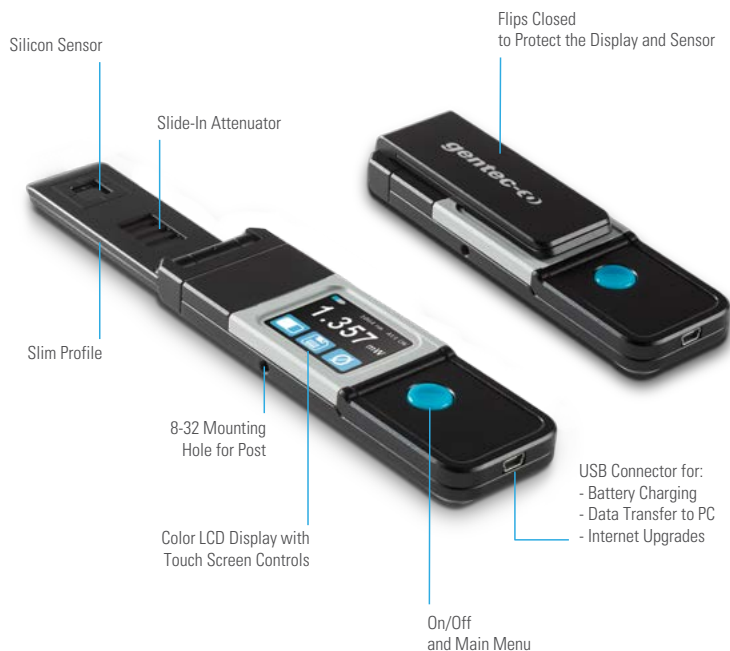 Flips Closed
to Protect the Display and Sensor
Silicon Sensor
Slide-In Attenuator
gentec-eo
1.357
mW
Slim Profile
8-32 Mounting
Hole for Post
USB Connector for:
- Battery Charging
- Data Transfer to PC
- Internet Upgrades
Color LCD Display with
Touch Screen Controls
On/Off
and Main Menu